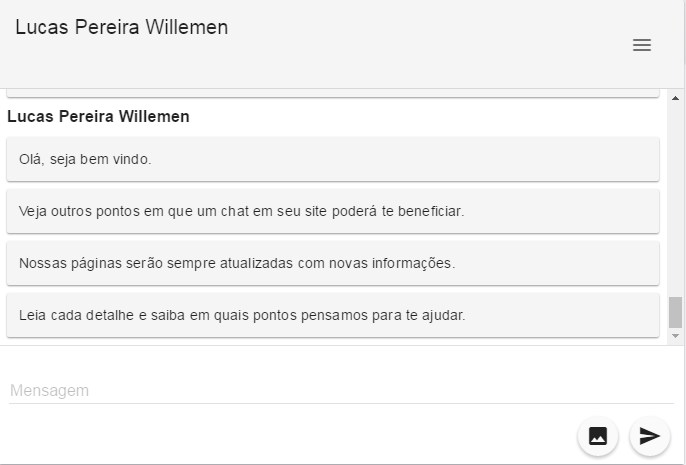 Lucas Pereira Willemen
Lucas Pereira Willemen
Olá, seja bem vindo.
Veja outros pontos em que um chat em seu site poderá te beneficiar.
Nossas páginas serão sempre atualizadas com novas informações.
Leia cada detalhe e saiba em quais pontos pensamos para te ajudar.
Mensagem